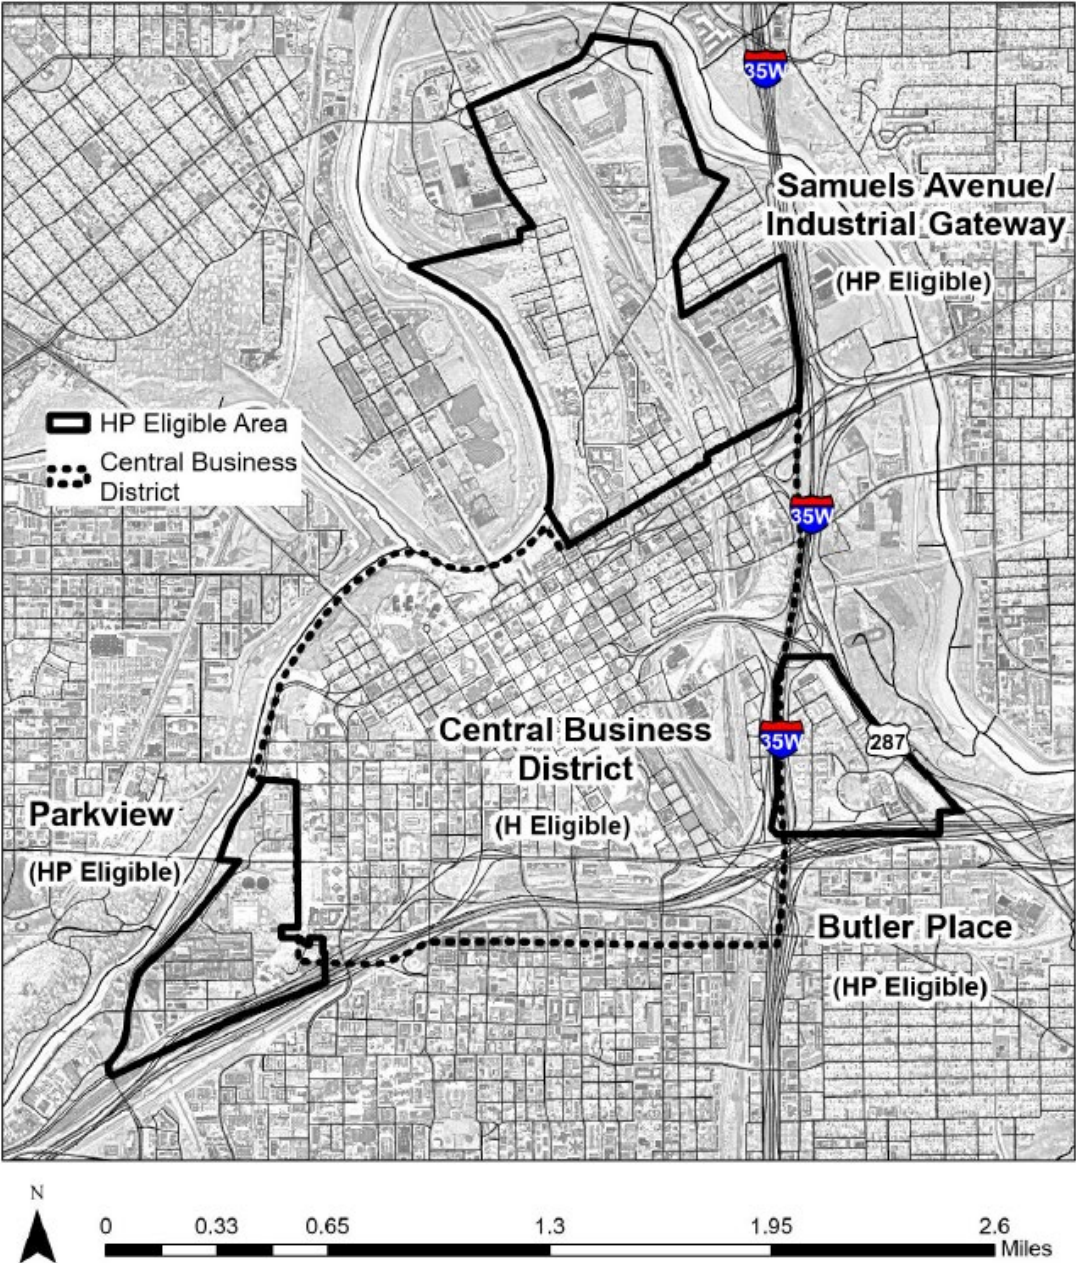 35W
Samuels Avenue/
Industrial Gateway
(HP Eligible)
HP Eligible Area
Central Business
District
35W
Central Business
District
(H Eligible)
35W
287
Parkview
(HP Eligible)
Butler Place
(HP Eligible)
N
0 0.33 0.65 1.3 1.95 2.6
Miles